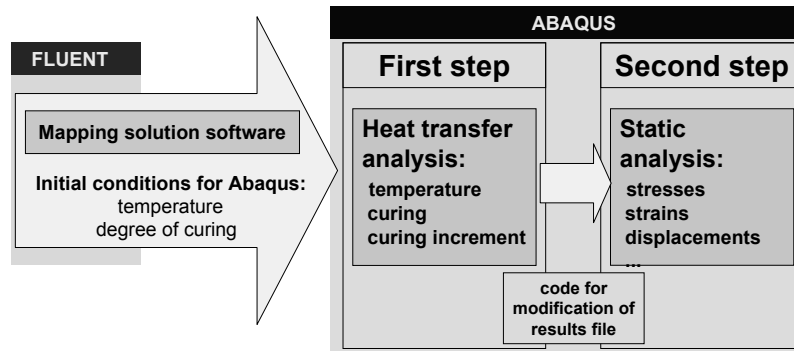 ABAQUS
FLUENT
First step
Second step
Mapping solution software
Initial conditions for Abaqus:
temperature
degree of curing
Heat transfer
analysis:
temperature
curing
curing increment
Static
analysis:
stresses
strains
displacements
...
code for
modification of
results file